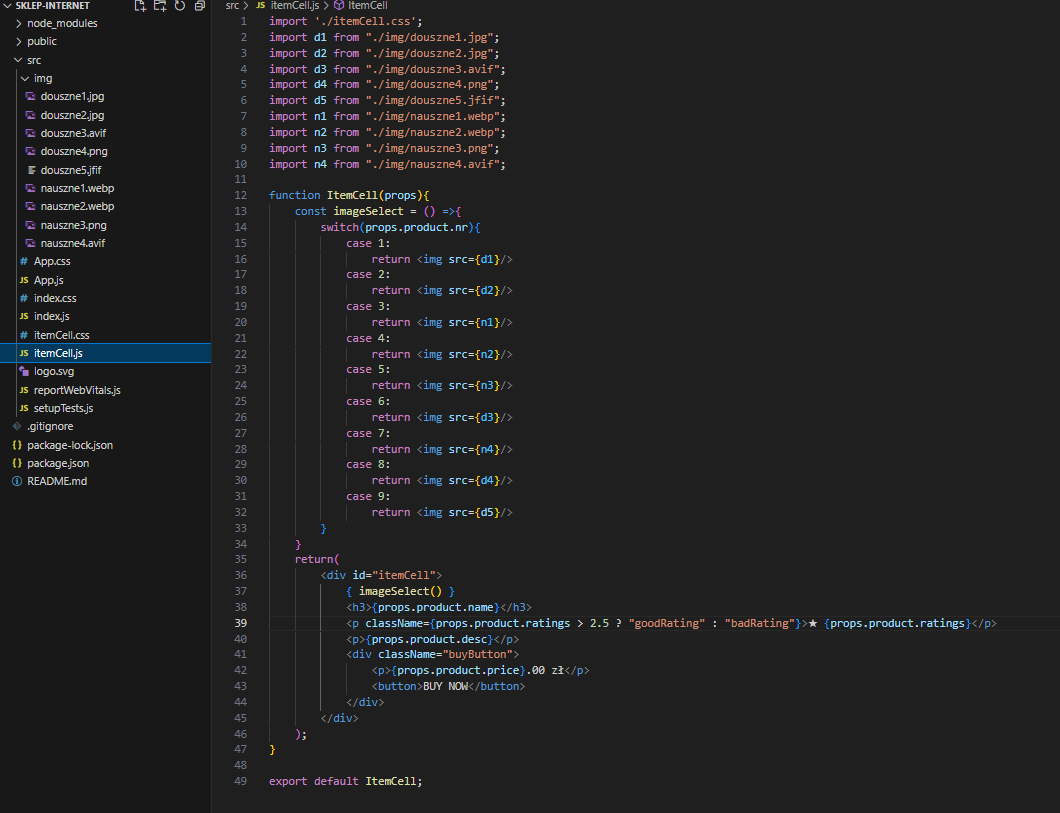 SKLEP-INTERNET
node_modules
public
src
img
douszne1.jpg
douszne2.jpg
douszne3.avif
douszne4.png
douszne5.jfif
nauszne1.webp
nauszne2.webp
nauszne3.png
nauszne4.avif
# App.css
JS App.js
# index.css
JS index.js
# itemCell.css
JS itemCell.js
logo.svg
JS reportWebVitals.js
JS setupTests.js
.gitignore
{} package-lock.json
{} package.json
README.md
src > JS itemCell.js > ItemCell
1 import './itemCell.css';
2 import d1 from "./img/douszne1.jpg";
3 import d2 from "./img/douszne2.jpg";
4 import d3 from "./img/douszne3.avif";
5 import d4 from "./img/douszne4.png";
6 import d5 from "./img/douszne5.jfif";
7 import n1 from "./img/nauszne1.webp";
8 import n2 from "./img/nauszne2.webp";
9 import n3 from "./img/nauszne3.png";
10 import n4 from "./img/nauszne4.avif";
11
12 function ItemCell(props){
13 const imageSelect = () =>{
14 switch(props.product.nr){
15 case 1:
16 return <img src={d1}/>
17 case 2:
18 return <img src={d2}/>
19 case 3:
20 return <img src={n1}/>
21 case 4:
22 return <img src={n2}/>
23 case 5:
24 return <img src={n3}/>
25 case 6:
26 return <img src={d3}/>
27 case 7:
28 return <img src={n4}/>
29 case 8:
30 return <img src={d4}/>
31 case 9:
32 return <img src={d5}/>
33 }
34 }
35 return(
36 <div id="itemCell">
37 { imageSelect() }
38 <h3>{props.product.name}</h3>
39 <p className={props.product.ratings > 2.5 ? "goodRating" : "badRating"}>★ {props.product.ratings}</p>
40 <p>{props.product.desc}</p>
41 <div className="buyButton">
42 <p>{props.product.price}.00 zł</p>
43 <button>BUY NOW</button>
44 </div>
45 </div>
46 );
47 }
48
49 export default ItemCell;